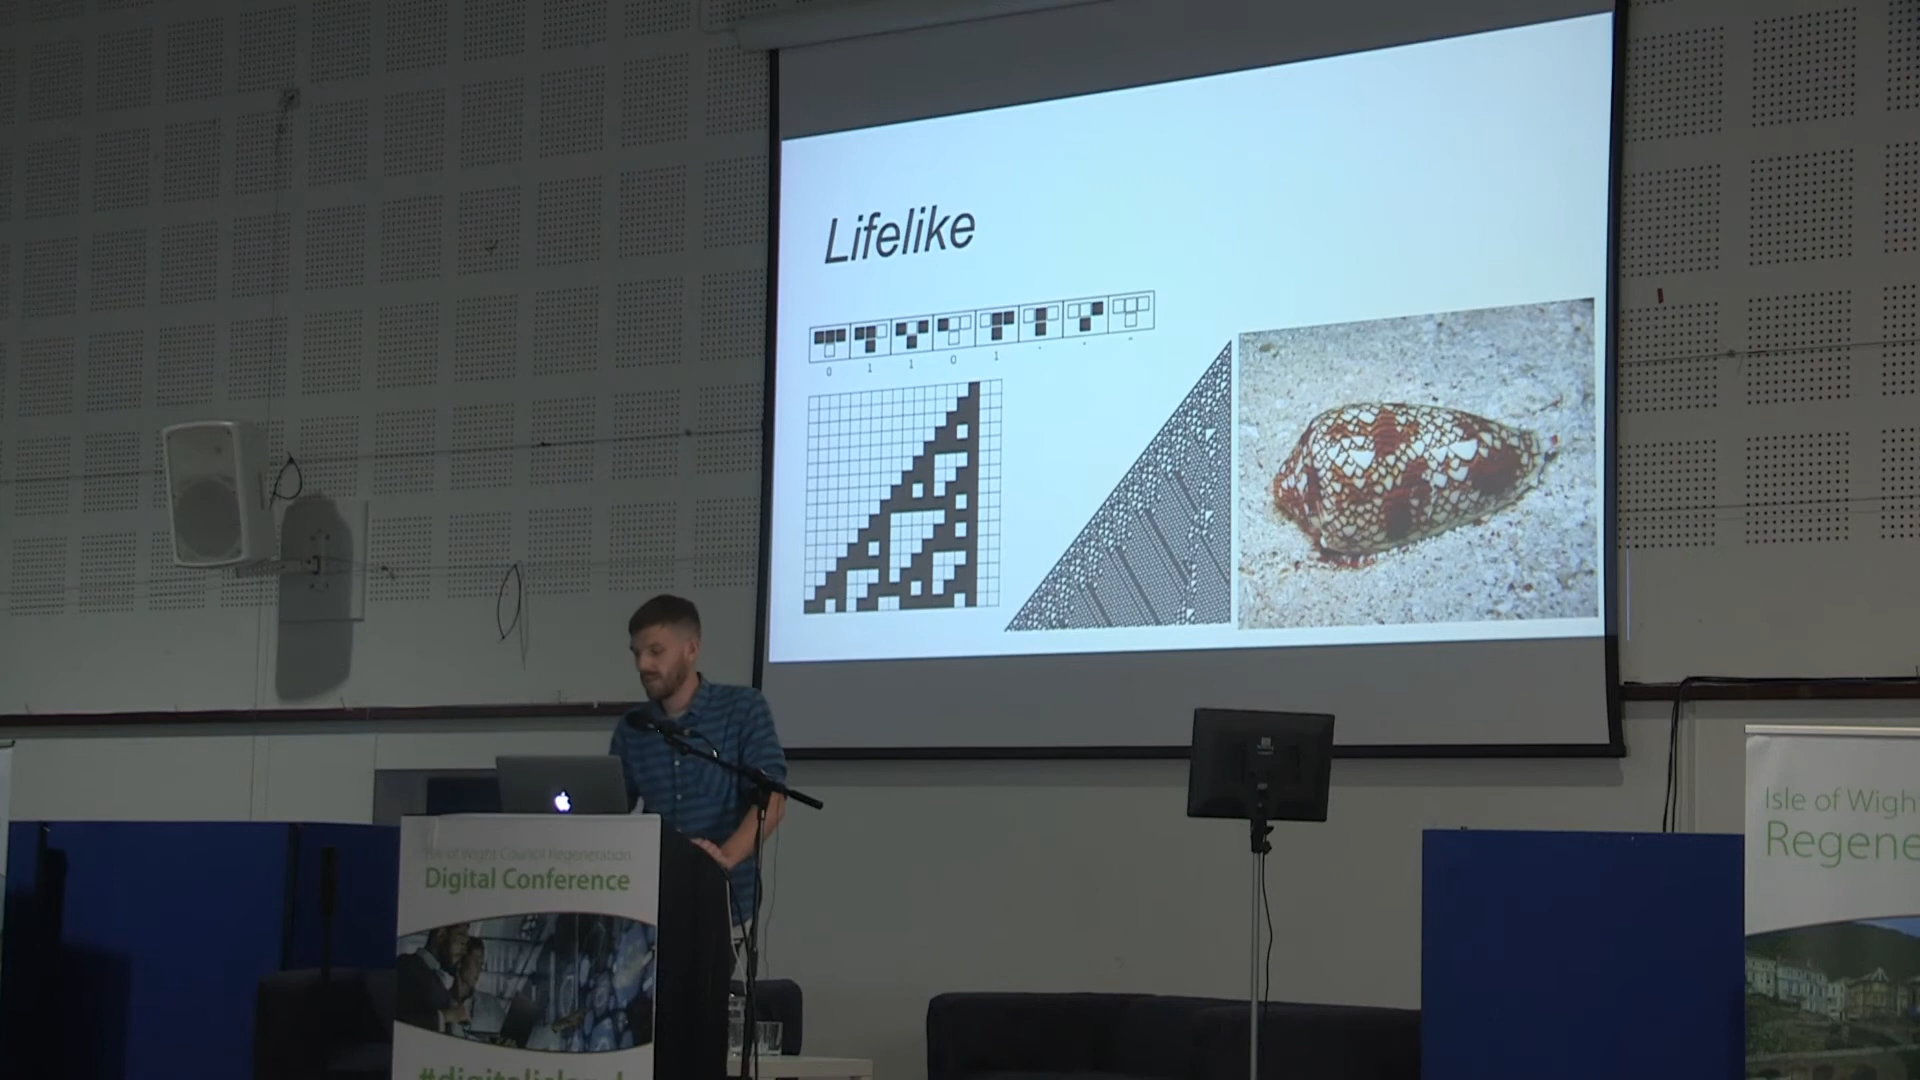 Lifelike
0 1 1 0 1
Isle of Wight Council Regeneration
Digital Conference
Isle of Wigh
Regene